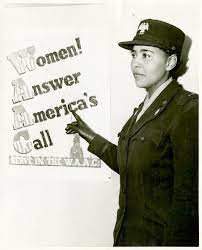 Women!
Answer
America's
Call
SERVE IN THE W.A.A.C.